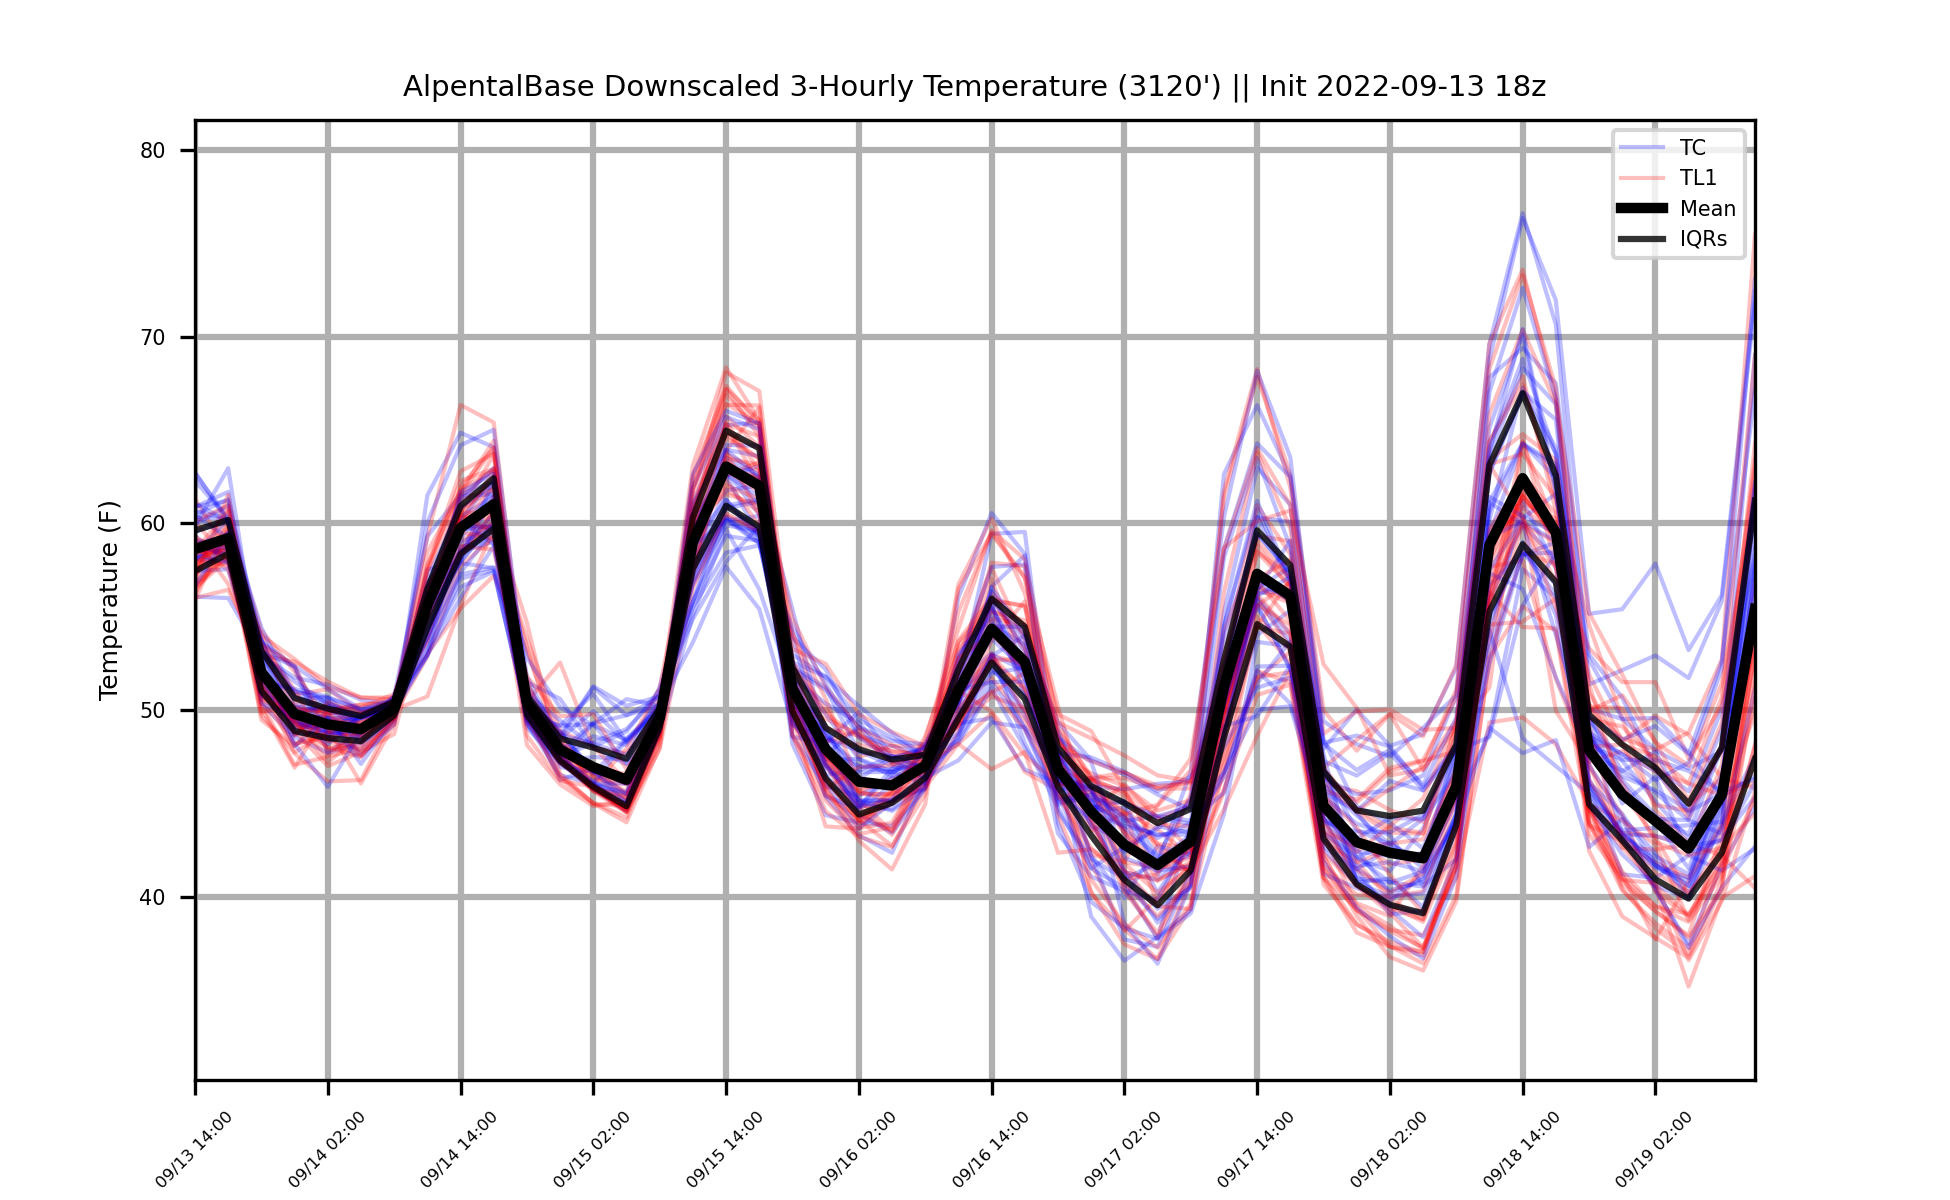 AlpentalBase Downscaled 3-Hourly Temperature (3120') || Init 2022-09-13 18z
TC
TL1
Mean
IQRs
Temperature (F)
80
70
60
50
40
09/13 14:00
09/14 02:00
09/14 14:00
09/15 02:00
09/15 14:00
09/16 02:00
09/16 14:00
09/17 02:00
09/17 14:00
09/18 02:00
09/18 14:00
09/19 02:00